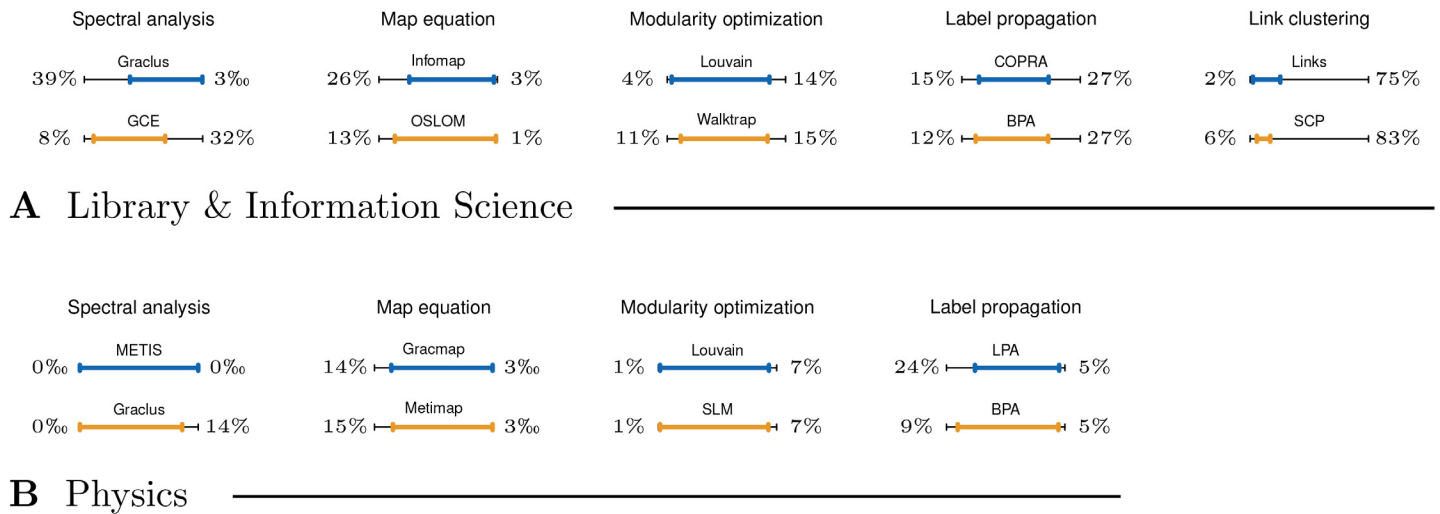 Spectral analysis Map equation Modularity optimization Label propagation Link clustering
Graclus Infomap Louvain COPRA Links
39% 3‰ 26% 3% 4% 14% 15% 27% 2% 75%
GCE OSLOM Walktrap BPA SCP
8% 32% 13% 1% 11% 15% 12% 27% 6% 83%
A Library & Information Science
Spectral analysis Map equation Modularity optimization Label propagation
METIS Gracmap Louvain LPA
0‰ 0‰ 14% 3‰ 1% 7% 24% 5%
Graclus Metimap SLM BPA
0‰ 14% 15% 3‰ 1% 7% 9% 5%
B Physics